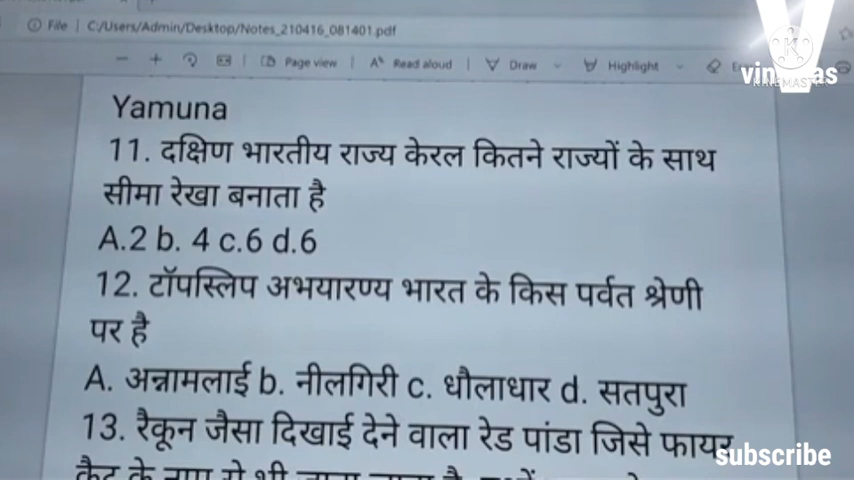 File | C:/Users/Admin/Desktop/Notes_210416_081401.pdf
Page view | Read aloud | Draw Highlight
KINEMASTER
Yamuna
11. दक्षिण भारतीय राज्य केरल कितने राज्यों के साथ
सीमा रेखा बनाता है
A.2 b. 4 c.6 d.6
12. टॉपस्लिप अभयारण्य भारत के किस पर्वत श्रेणी
पर है
A. अन्नामलाई b. नीलगिरी c. धौलाधार d. सतपुरा
13. रैकून जैसा दिखाई देने वाला रेड पांडा जिसे फायर
subscribe